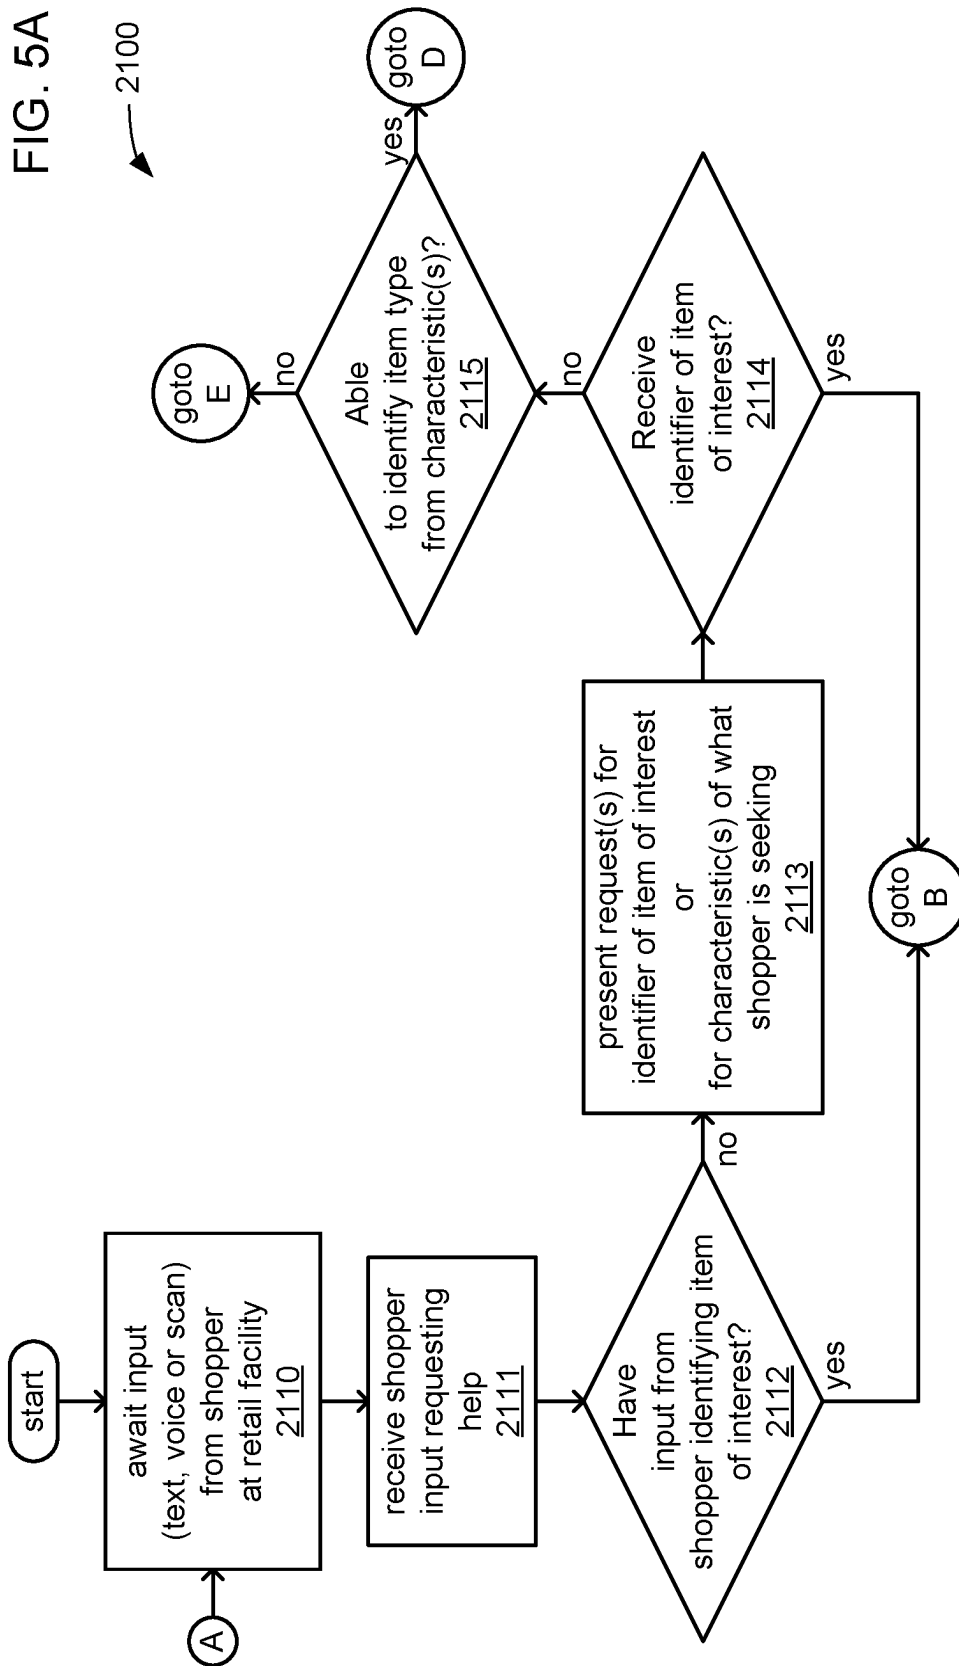 FIG. 5A
2100
start
A
await input
(text, voice or scan)
from shopper
at retail facility
2110
receive shopper
input requesting
help
2111
Have
input from
shopper identifying item
of interest?
2112
no
yes
present request(s) for
identifier of item of interest
or
for characteristic(s) of what
shopper is seeking
2113
Receive
identifier of item
of interest?
2114
no
yes
goto
B
Able
to identify item type
from characteristic(s)?
2115
no
yes
goto
E
goto
D